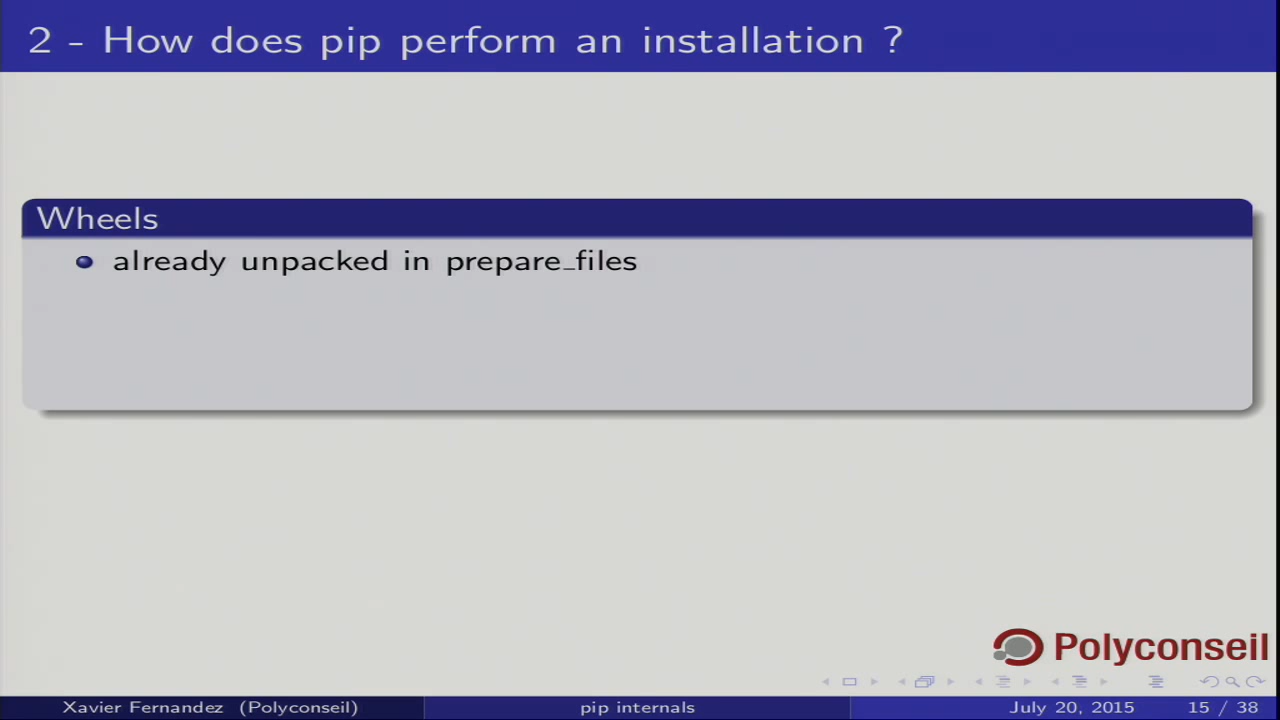 2 - How does pip perform an installation ?
Wheels
already unpacked in prepare_files
Polyconseil
Xavier Fernandez (Polyconseil)
pip internals
July 20, 2015
15 / 38